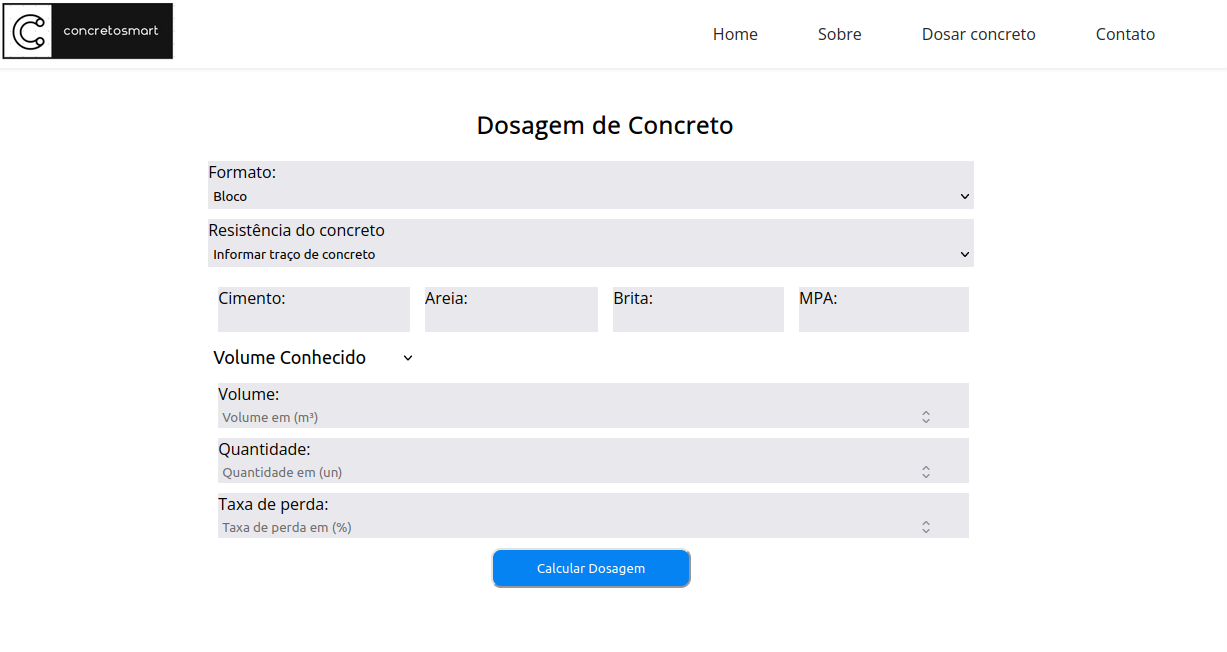 concretosmart
Home Sobre Dosar concreto Contato
Dosagem de Concreto
Formato:
Bloco
Resistência do concreto
Informar traço de concreto
Cimento: Areia: Brita: MPA:
Volume Conhecido
Volume:
Volume em (m³)
Quantidade:
Quantidade em (un)
Taxa de perda:
Taxa de perda em (%)
Calcular Dosagem